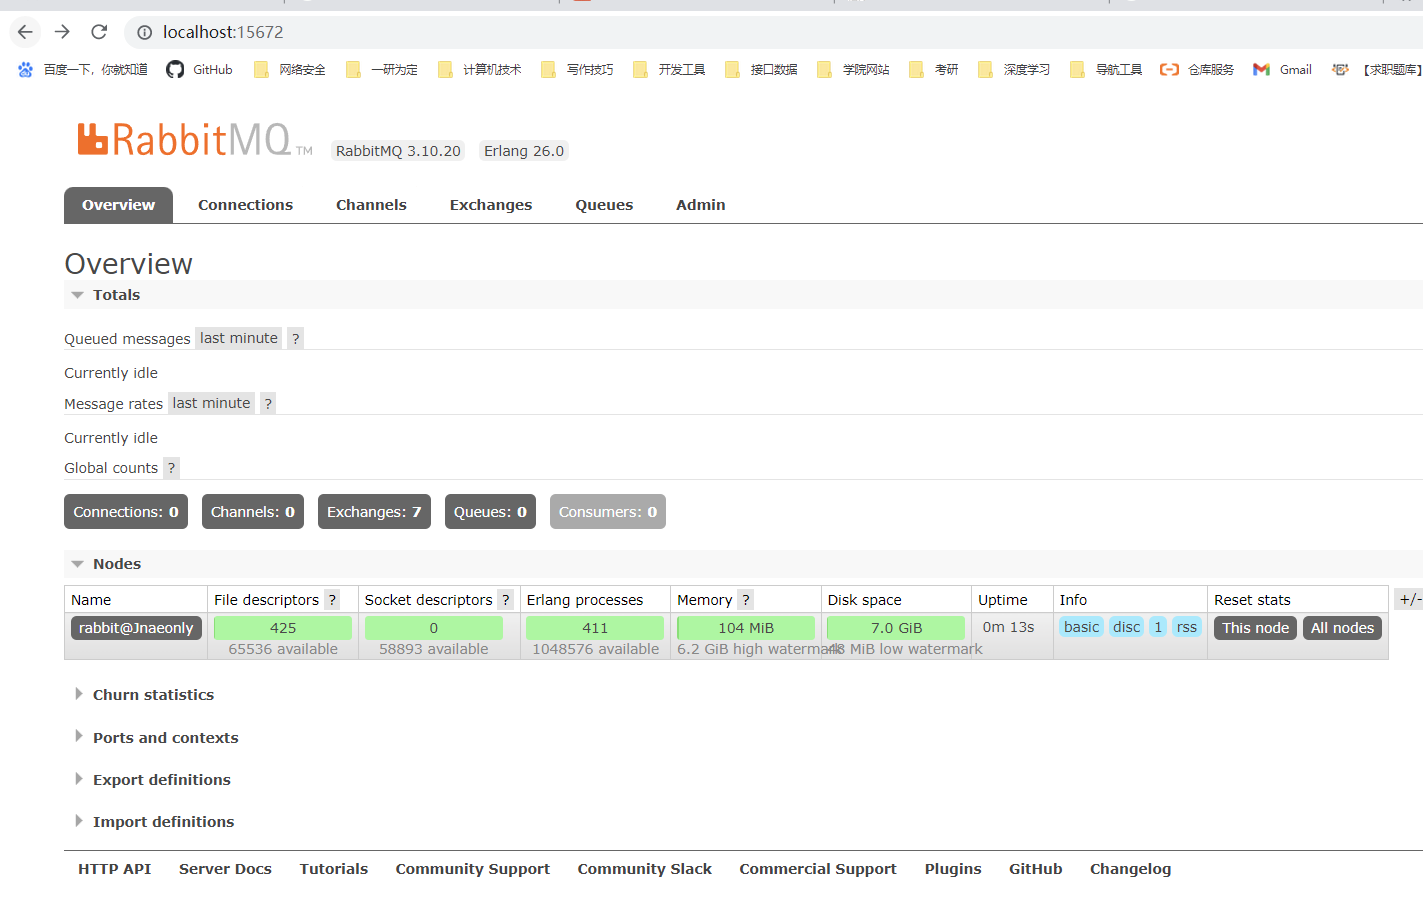 localhost:15672
百度一下，你就知道 GitHub 网络安全 一研为定 计算机技术 写作技巧 开发工具 接口数据 学院网站 考研 深度学习 导航工具 仓库服务 Gmail 【求职题库】
RabbitMQ TM RabbitMQ 3.10.20 Erlang 26.0
Overview Connections Channels Exchanges Queues Admin
Overview
Totals
Queued messages last minute ?
Currently idle
Message rates last minute ?
Currently idle
Global counts ?
Connections: 0 Channels: 0 Exchanges: 7 Queues: 0 Consumers: 0
Nodes
Name File descriptors ? Socket descriptors ? Erlang processes Memory ? Disk space Uptime Info Reset stats +/-
rabbit@Jnaeonly 425 0 411 104 MiB 7.0 GiB 0m 13s basic disc 1 rss This node All nodes
65536 available 58893 available 1048576 available 6.2 GiB high watermark 48 MiB low watermark
Churn statistics
Ports and contexts
Export definitions
Import definitions
HTTP API Server Docs Tutorials Community Support Community Slack Commercial Support Plugins GitHub Changelog